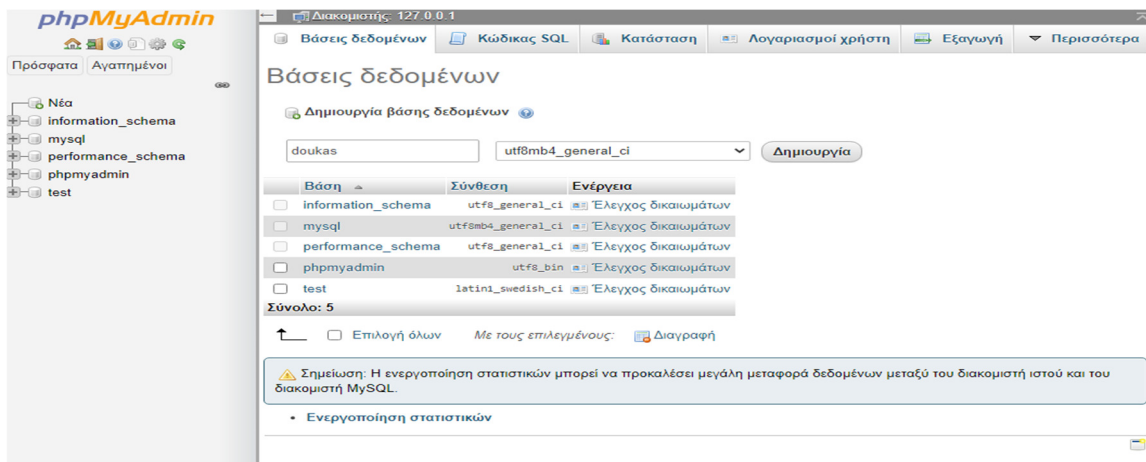 phpMyAdmin
Πρόσφατα Αγαπημένοι
Νέα
information_schema
mysql
performance_schema
phpmyadmin
test
Διακομιστής: 127.0.0.1
Βάσεις δεδομένων Κώδικας SQL Κατάσταση Λογαριασμοί χρήστη Εξαγωγή Περισσότερα
Βάσεις δεδομένων
Δημιουργία βάσης δεδομένων
doukas utf8mb4_general_ci Δημιουργία
Βάση Σύνθεση Ενέργεια
information_schema utf8_general_ci Έλεγχος δικαιωμάτων
mysql utf8mb4_general_ci Έλεγχος δικαιωμάτων
performance_schema utf8_general_ci Έλεγχος δικαιωμάτων
phpmyadmin utf8_bin Έλεγχος δικαιωμάτων
test latin1_swedish_ci Έλεγχος δικαιωμάτων
Σύνολο: 5
Επιλογή όλων Με τους επιλεγμένους: Διαγραφή
Σημείωση: Η ενεργοποίηση στατιστικών μπορεί να προκαλέσει μεγάλη μεταφορά δεδομένων μεταξύ του διακομιστή ιστού και του
διακομιστή MySQL.
• Ενεργοποίηση στατιστικών